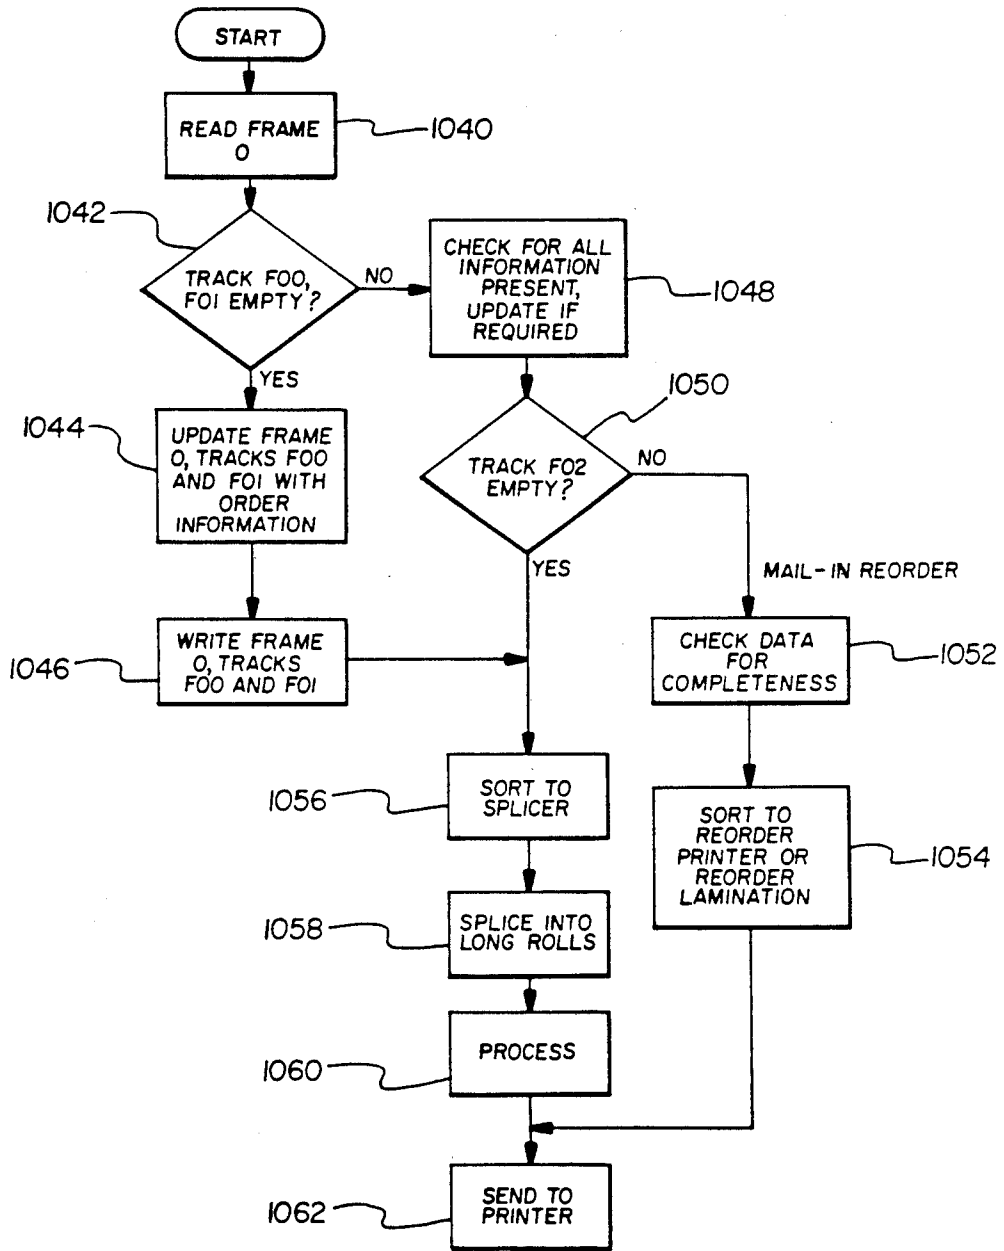 START
READ FRAME
0
1040
1042
TRACK F00,
F01 EMPTY?
NO
YES
CHECK FOR ALL
INFORMATION
PRESENT,
UPDATE IF
REQUIRED
1048
1044
UPDATE FRAME
0, TRACKS F00
AND F01 WITH
ORDER
INFORMATION
1050
TRACK F02
EMPTY?
NO
YES
MAIL-IN REORDER
1046
WRITE FRAME
0, TRACKS
F00 AND F01
CHECK DATA
FOR
COMPLETENESS
1052
1056
SORT TO
SPLICER
SORT TO
REORDER
PRINTER OR
REORDER
LAMINATION
1054
1058
SPLICE INTO
LONG ROLLS
1060
PROCESS
1062
SEND TO
PRINTER